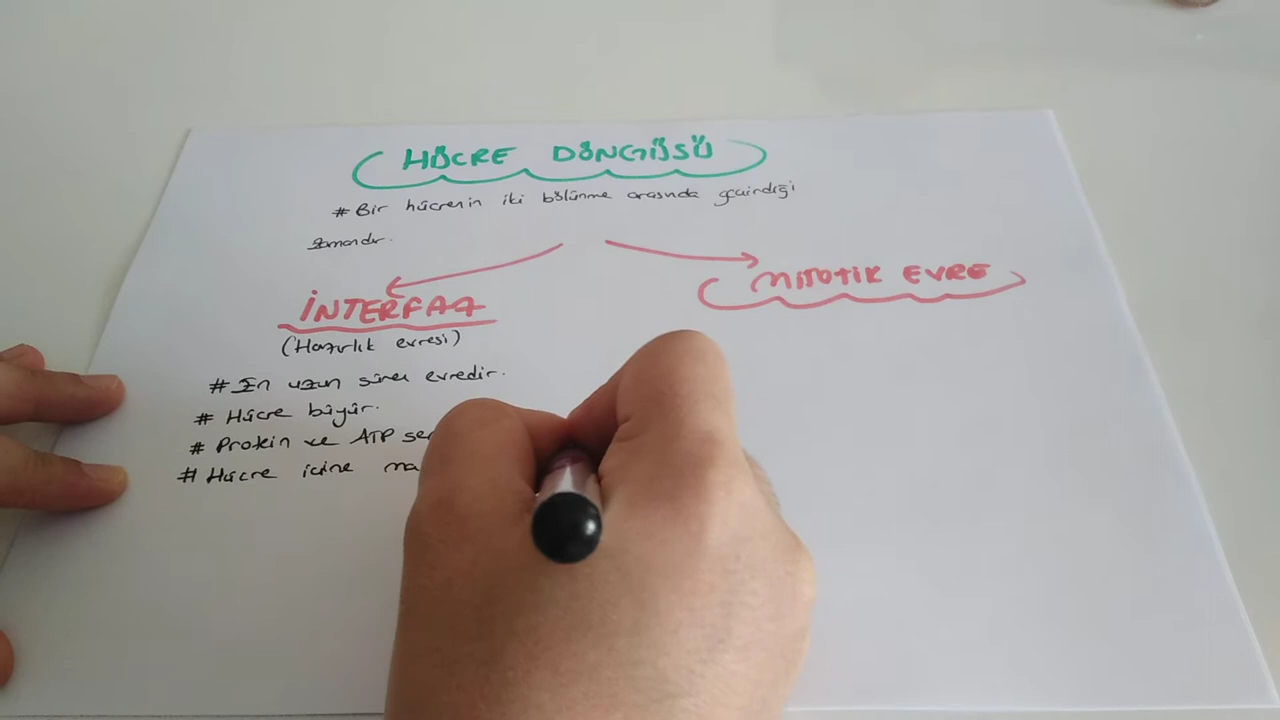 HÜCRE DÖNGÜSÜ
# Bir hücrenin iki bölünme arasında geçirdiği
zamandır.
İNTERFAZ
(Hazırlık evresi)
MİTOTİK EVRE
# En uzun süren evredir.
# Hücre büyür.
# Protein ve ATP
# Hücre içine